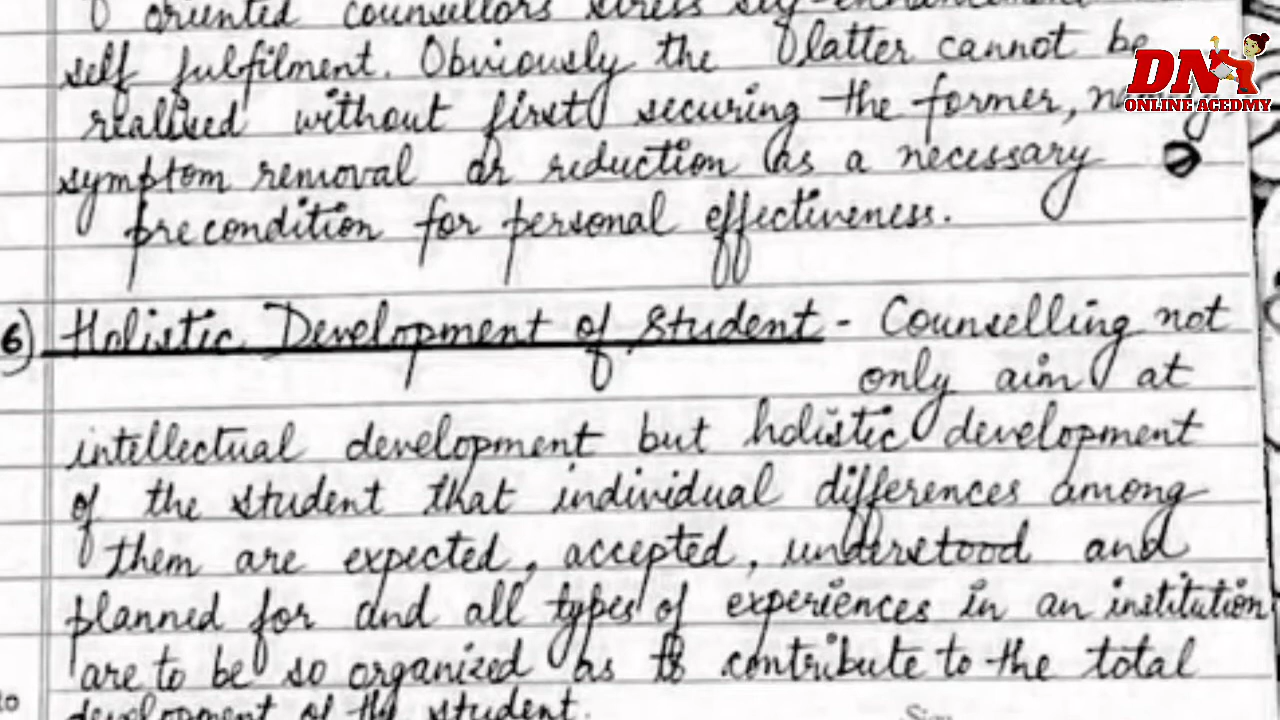 oriented counsellors stress self-enhancement
self fulfilment. Obviously the latter cannot be
realised without first securing the former,
symptom removal or reduction as a necessary
precondition for personal effectiveness.
6) Holistic Development of Student - Counselling not
only aim at
intellectual development but holistic development
of the student that individual differences among
them are expected, accepted, understood and
planned for and all types of experiences in an institution
are to be so organized as to contribute to the total
development of the student.
DN
ONLINE ACEDMY